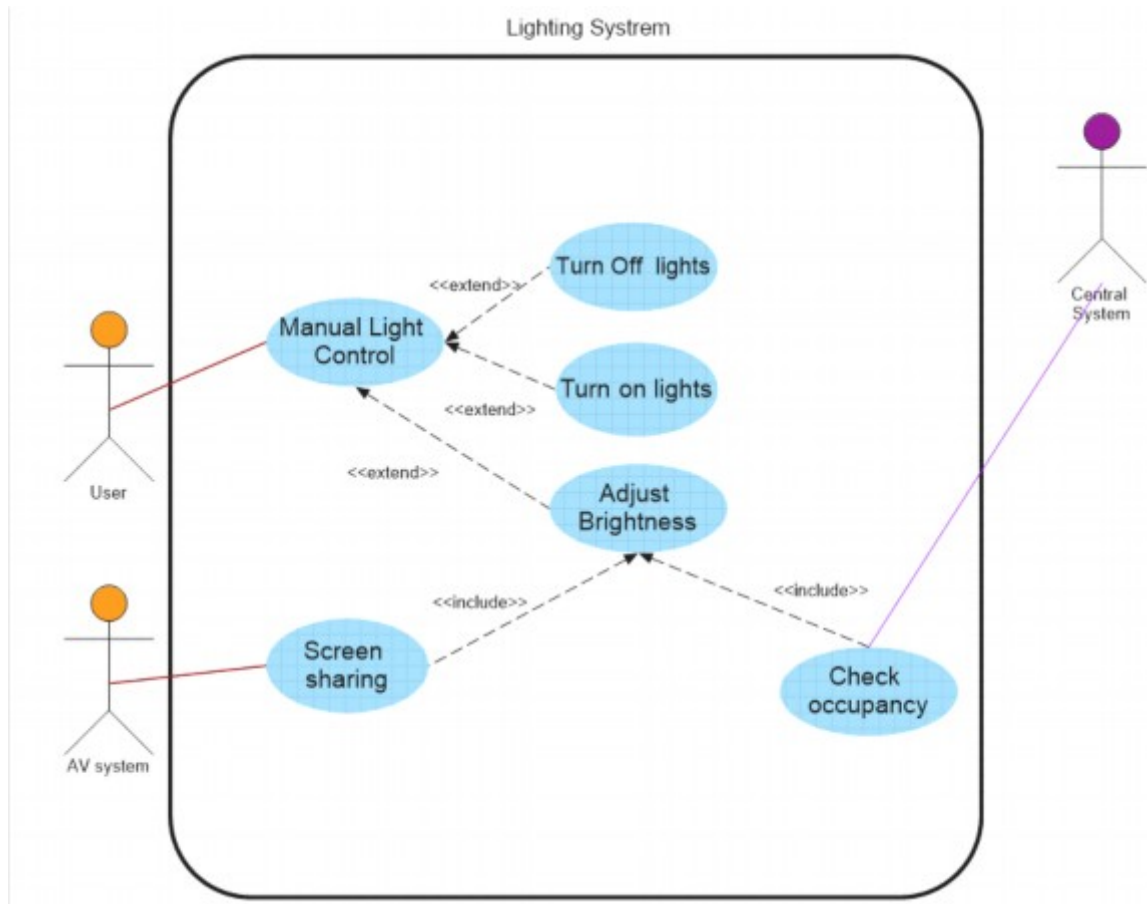 Lighting Systrem
Turn Off lights
<<extend>>
Central
System
Manual Light
Control
Turn on lights
<<extend>>
<<extend>>
User
Adjust
Brightness
<<include>>
<<include>>
Screen
sharing
Check
occupancy
AV system